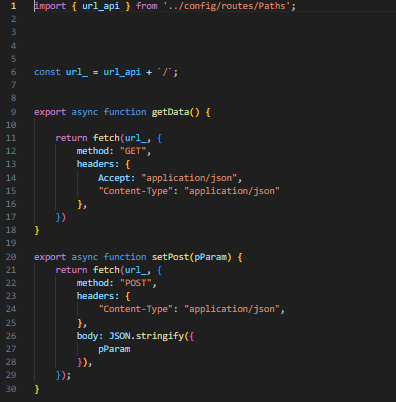 1 import { url_api } from '../config/routes/Paths';
2
3
4
5
6 const url_ = url_api + `/`;
7
8
9 export async function getData() {
10
11     return fetch(url_, {
12         method: "GET",
13         headers: {
14             Accept: "application/json",
15             "Content-Type": "application/json"
16         },
17     })
18 }
19
20 export async function setPost(pParam) {
21     return fetch(url_, {
22         method: "POST",
23         headers: {
24             "Content-Type": "application/json",
25         },
26         body: JSON.stringify({
27             pParam
28         }),
29     });
30 }